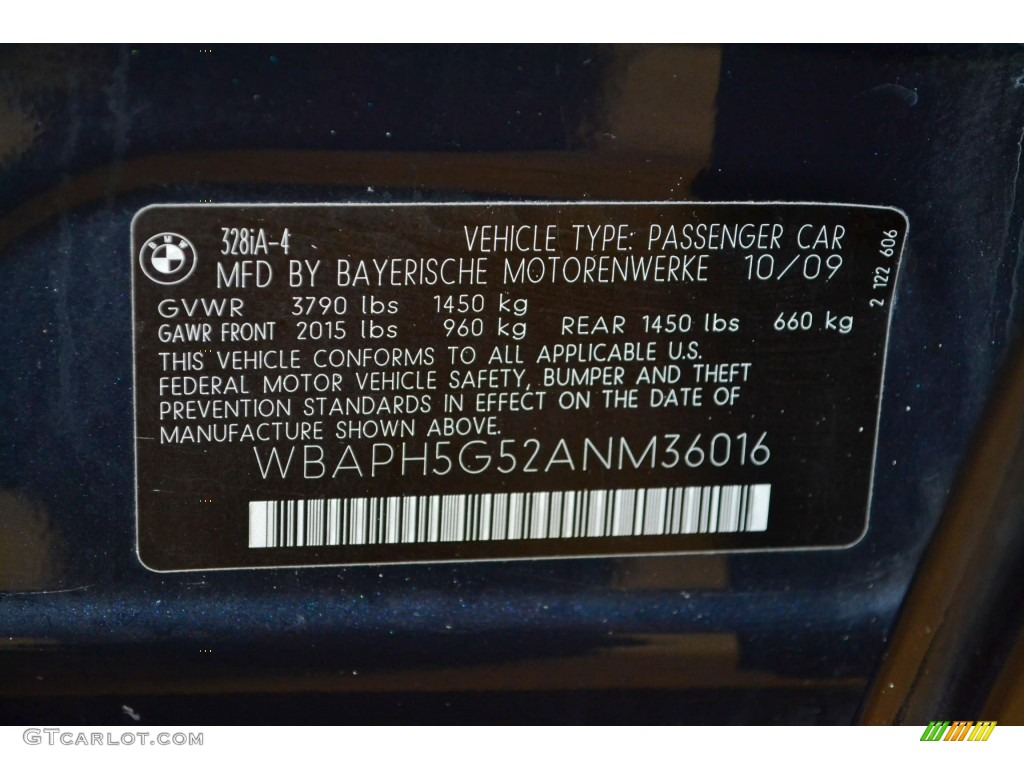 BMW
328iA-4 VEHICLE TYPE: PASSENGER CAR
MFD BY BAYERISCHE MOTORENWERKE 10/09
GVWR 3790 lbs 1450 kg
GAWR FRONT 2015 lbs 960 kg REAR 1450 lbs 660 kg
THIS VEHICLE CONFORMS TO ALL APPLICABLE U.S.
FEDERAL MOTOR VEHICLE SAFETY, BUMPER AND THEFT
PREVENTION STANDARDS IN EFFECT ON THE DATE OF
MANUFACTURE SHOWN ABOVE.
WBAPH5G52ANM36016
2 122 606
GTCarLot.com